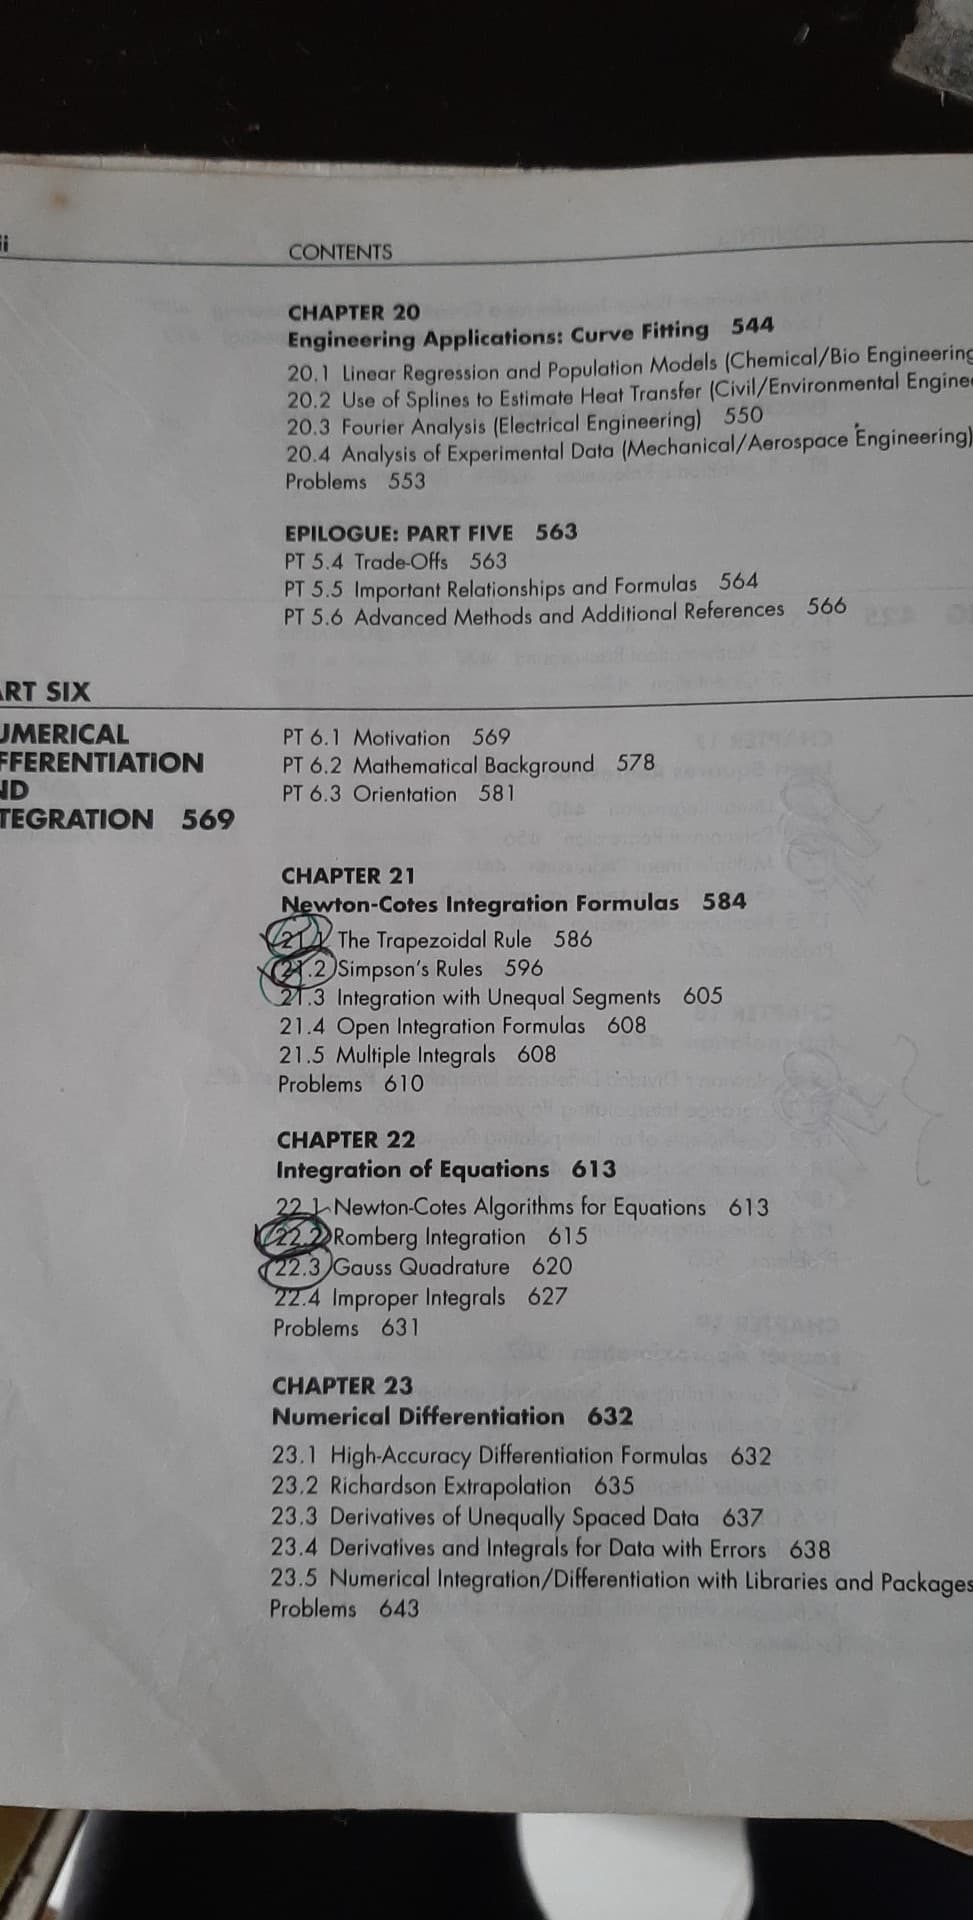 ii
CONTENTS
CHAPTER 20
Engineering Applications: Curve Fitting 544
20.1 Linear Regression and Population Models (Chemical/Bio Engineering
20.2 Use of Splines to Estimate Heat Transfer (Civil/Environmental Engine
20.3 Fourier Analysis (Electrical Engineering) 550
20.4 Analysis of Experimental Data (Mechanical/Aerospace Engineering)
Problems 553
EPILOGUE: PART FIVE 563
PT 5.4 Trade-Offs 563
PT 5.5 Important Relationships and Formulas 564
PT 5.6 Advanced Methods and Additional References 566
ART SIX
UMERICAL
FFERENTIATION
ND
TEGRATION 569
PT 6.1 Motivation 569
PT 6.2 Mathematical Background 578
PT 6.3 Orientation 581
CHAPTER 21
Newton-Cotes Integration Formulas 584
21.1 The Trapezoidal Rule 586
21.2 Simpson's Rules 596
21.3 Integration with Unequal Segments 605
21.4 Open Integration Formulas 608
21.5 Multiple Integrals 608
Problems 610
CHAPTER 22
Integration of Equations 613
22.1 Newton-Cotes Algorithms for Equations 613
22.2 Romberg Integration 615
22.3 Gauss Quadrature 620
22.4 Improper Integrals 627
Problems 631
CHAPTER 23
Numerical Differentiation 632
23.1 High-Accuracy Differentiation Formulas 632
23.2 Richardson Extrapolation 635
23.3 Derivatives of Unequally Spaced Data 637
23.4 Derivatives and Integrals for Data with Errors 638
23.5 Numerical Integration/Differentiation with Libraries and Packages
Problems 643